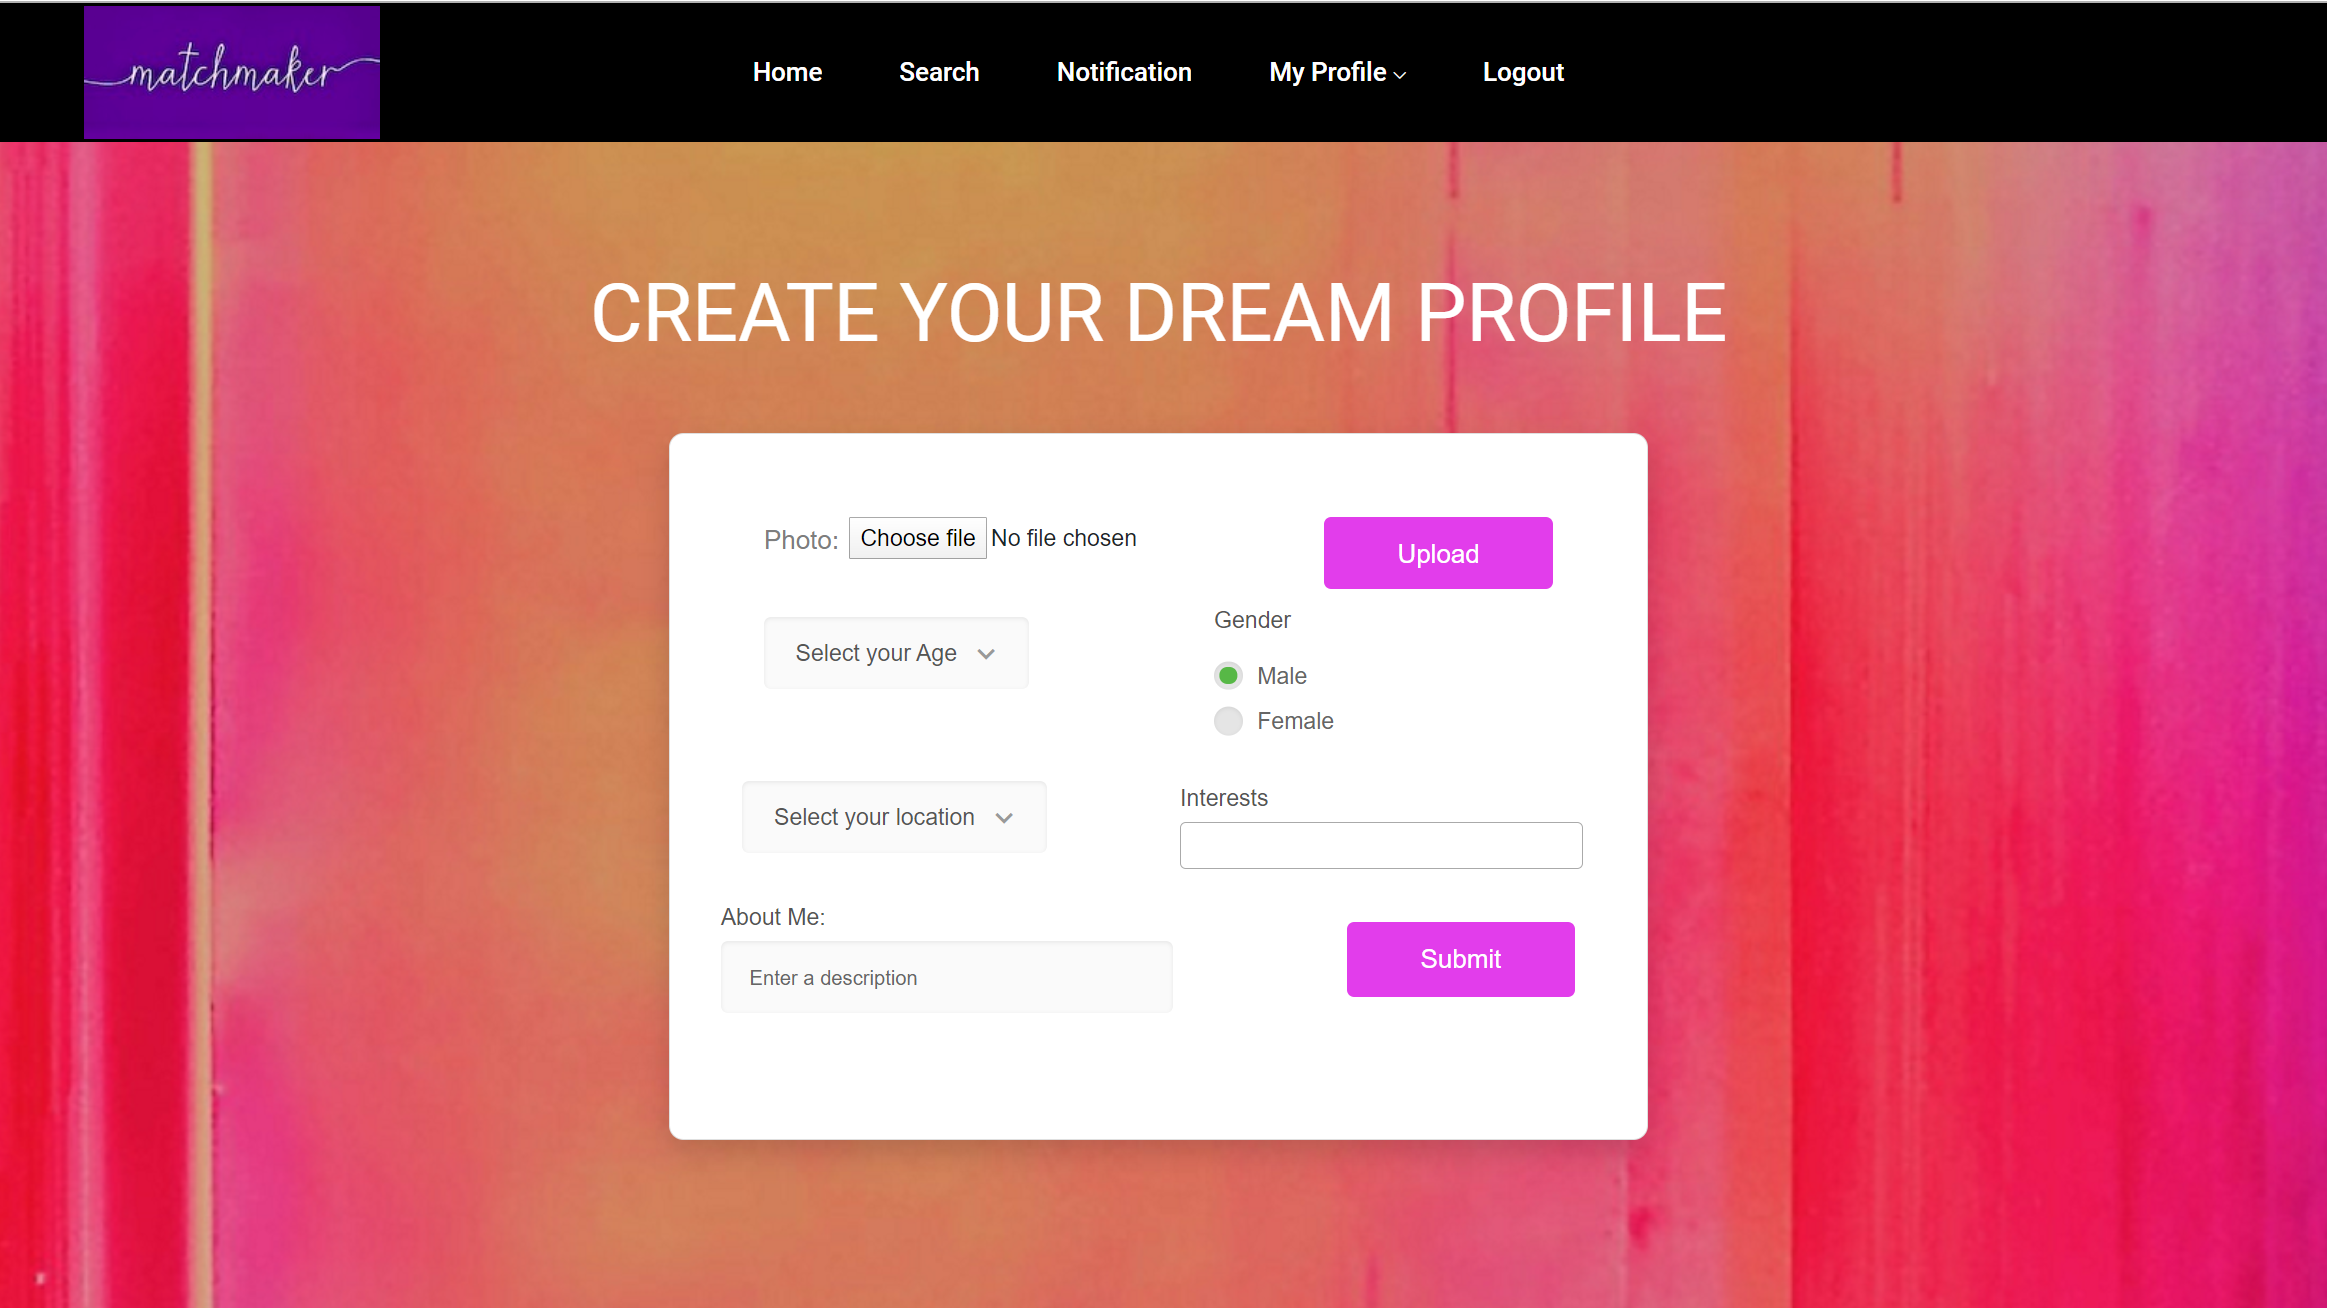 matchmaker
Home Search Notification My Profile Logout
CREATE YOUR DREAM PROFILE
Photo: Choose file No file chosen
Upload
Gender
Select your Age
Male
Female
Select your location
Interests
About Me:
Enter a description
Submit